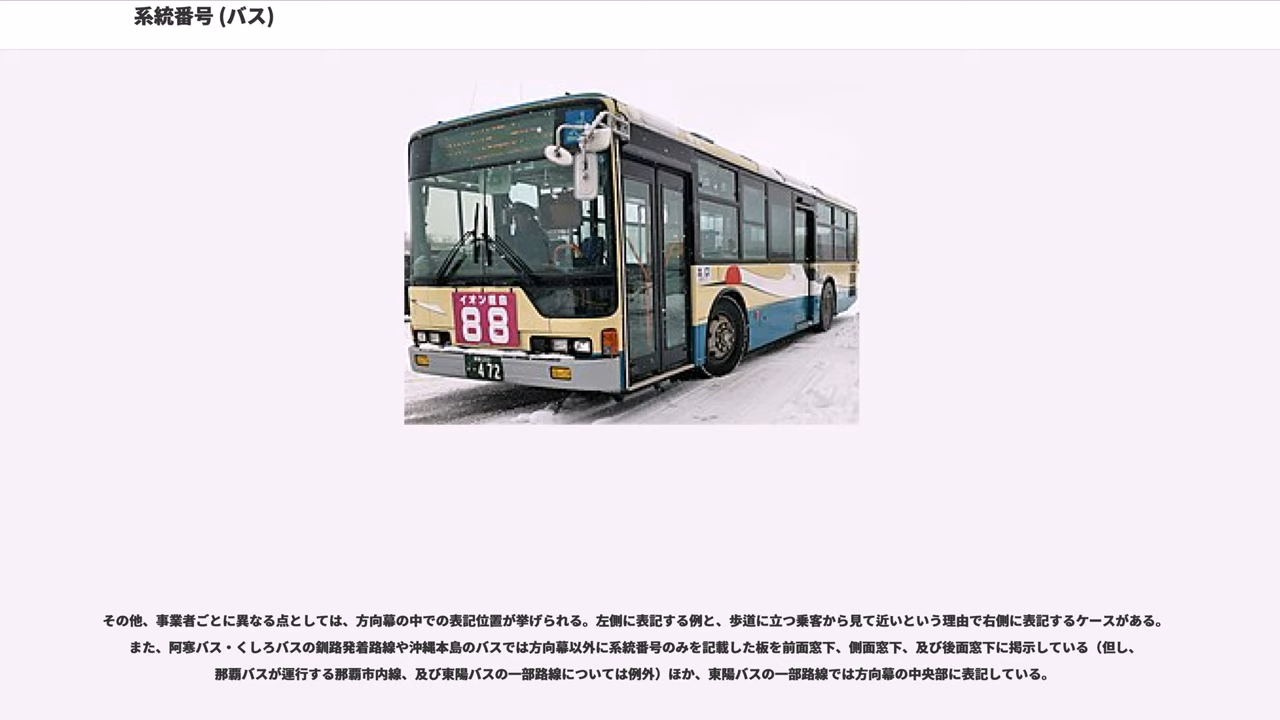 系統番号 (バス)
88
472
その他、事業者ごとに異なる点としては、方向幕の中での表記位置が挙げられる。左側に表記する例と、歩道に立つ乗客から見て近いという理由で右側に表記するケースがある。
また、阿寒バス・くしろバスの釧路発着路線や沖縄本島のバスでは方向幕以外に系統番号のみを記載した板を前面窓下、側面窓下、及び後面窓下に掲示している（但し、
那覇バスが運行する那覇市内線、及び東陽バスの一部路線については例外）ほか、東陽バスの一部路線では方向幕の中央部に表記している。